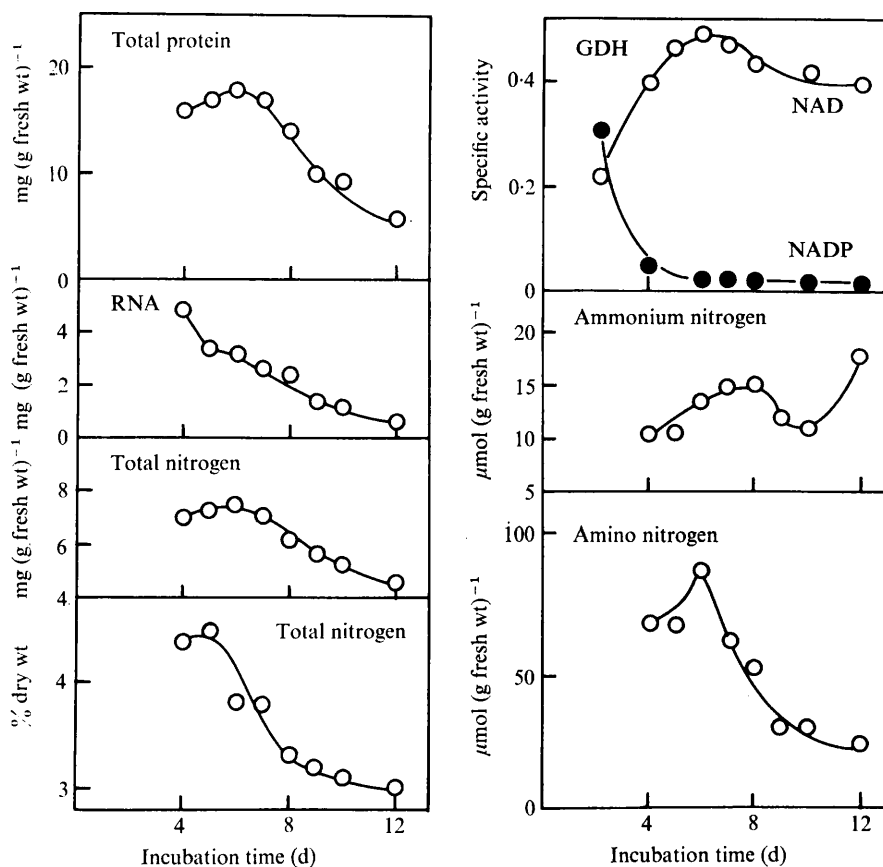 Total protein
mg (g fresh wt)⁻¹
20
10
0
RNA
mg (g fresh wt)⁻¹
4
2
0
Total nitrogen
mg (g fresh wt)⁻¹
8
6
4
Total nitrogen
% dry wt
4
3
4
8
12
Incubation time (d)
GDH
NAD
NADP
Specific activity
0·4
0·2
0
Ammonium nitrogen
µmol (g fresh wt)⁻¹
20
15
10
5
Amino nitrogen
µmol (g fresh wt)⁻¹
100
50
0
4
8
12
Incubation time (d)